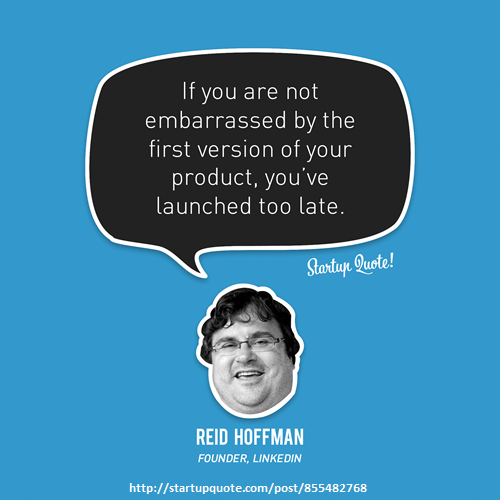 If you are not
embarrassed by the
first version of your
product, you've
launched too late.
Startup Quote!
REID HOFFMAN
FOUNDER, LINKEDIN
http://startupquote.com/post/855482768